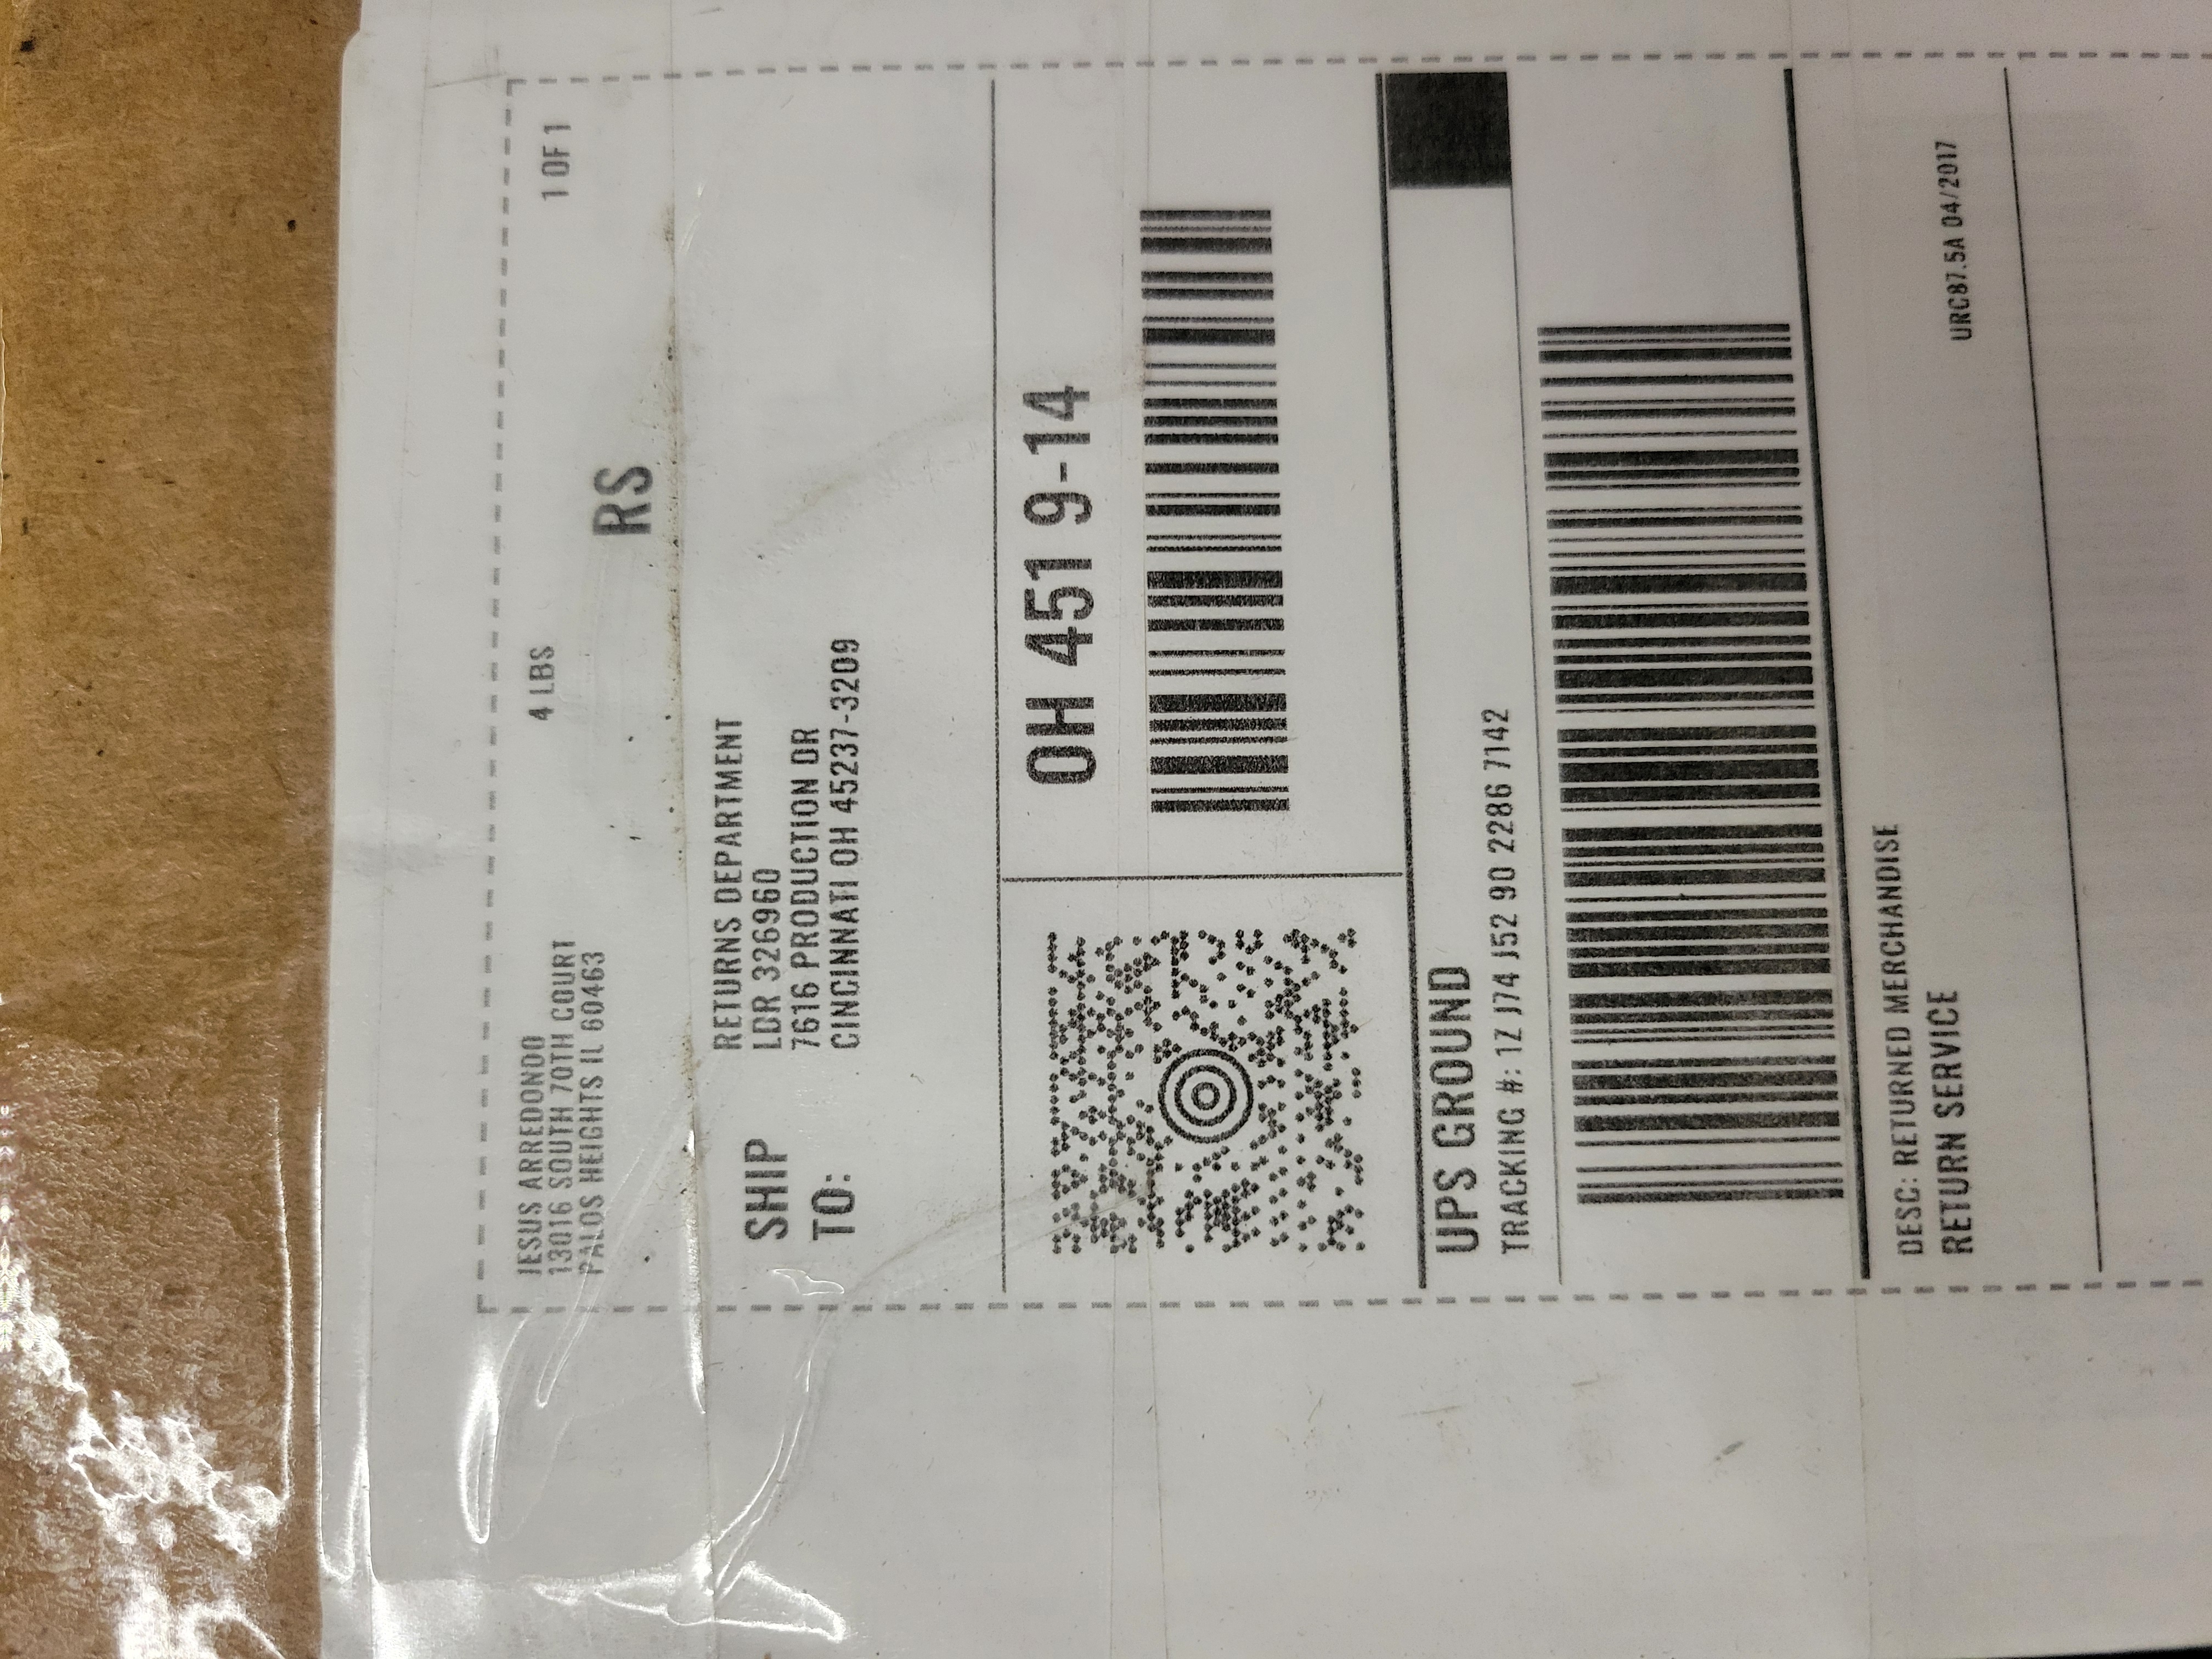 JESUS ARREDONDO
13016 SOUTH 70TH COURT
PALOS HEIGHTS IL 60463
4 LBS
1 OF 1
RS
SHIP
TO:
RETURNS DEPARTMENT
LDR 326960
7616 PRODUCTION DR
CINCINNATI OH 45237-3209
OH 451 9-14
UPS GROUND
TRACKING #: 1Z J74 J52 90 2286 7142
DESC: RETURNED MERCHANDISE
RETURN SERVICE
URC87.5A 04/2017